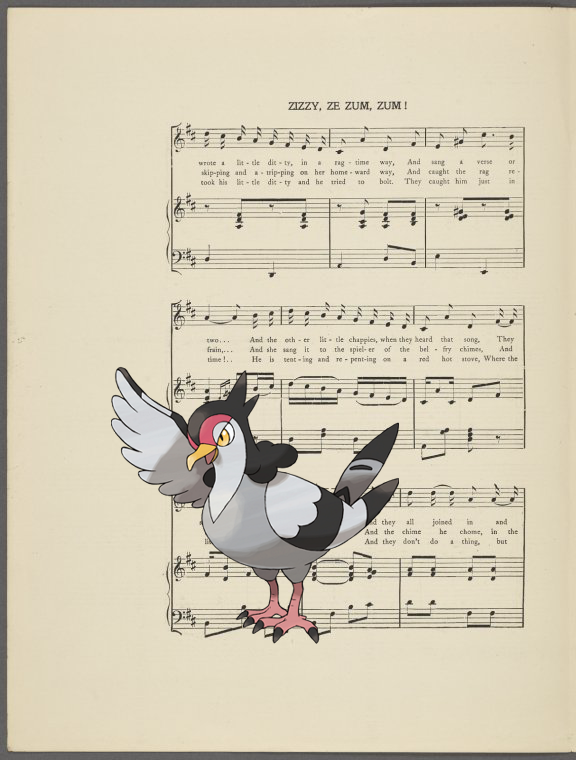 ZIZZY, ZE ZUM, ZUM!
wrote a lit - tle dit - ty, in a rag - time way, And sang a verse or
skip-ping and a - trip-ping on her home - ward way, And caught the rag re -
took his lit - tle dit - ty and he tried to bolt. They caught him just in
two... And the oth - er lit - tle chappies, when they heard that song, They
frain,... And she sang it to the spiel-er of the bel - fry chimes, And
time!.. He is tent - ing and re - pent-ing on a red hot stove, Where the
they all joined in and
And the chime he chome, in the
And they don't do a thing, but